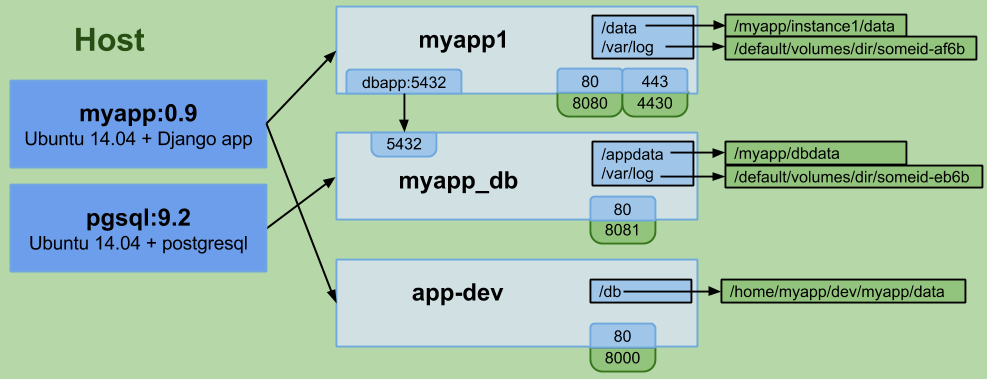 Host
myapp:0.9
Ubuntu 14.04 + Django app
pgsql:9.2
Ubuntu 14.04 + postgresql
myapp1
/data
/var/log
/myapp/instance1/data
/default/volumes/dir/someid-af6b
dbapp:5432
80
443
8080
4430
5432
myapp_db
/appdata
/var/log
/myapp/dbdata
/default/volumes/dir/someid-eb6b
80
8081
app-dev
/db
/home/myapp/dev/myapp/data
80
8000